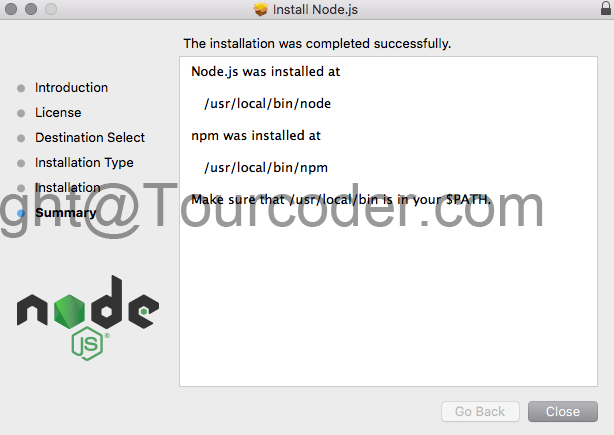 Install Node.js
The installation was completed successfully.
Introduction
License
Destination Select
Installation Type
Installation
Summary
Node.js was installed at
/usr/local/bin/node
npm was installed at
/usr/local/bin/npm
Make sure that /usr/local/bin is in your $PATH.
ght@Tourcoder.com
node
JS®
Go Back
Close